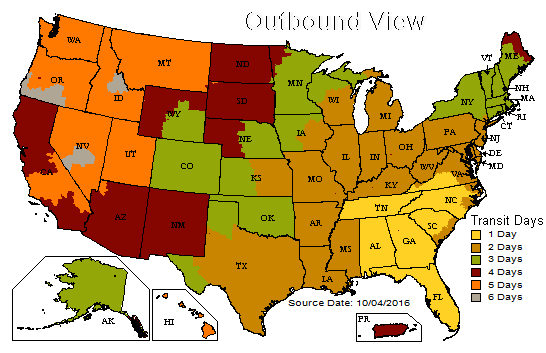 Outbound View
WA
MT
ND
OR
ID
SD
WY
MN
WI
MI
VT
ME
NH
MA
NY
RI
CT
PA
NJ
DE
MD
NV
UT
CO
NE
IA
IL
IN
OH
WV
VA
CA
KS
MO
KY
NC
TN
AZ
NM
OK
AR
SC
MS
AL
GA
TX
LA
FL
Transit Days
1 Day
2 Days
3 Days
4 Days
5 Days
6 Days
Source Date: 10/04/2016
AK
HI
PR